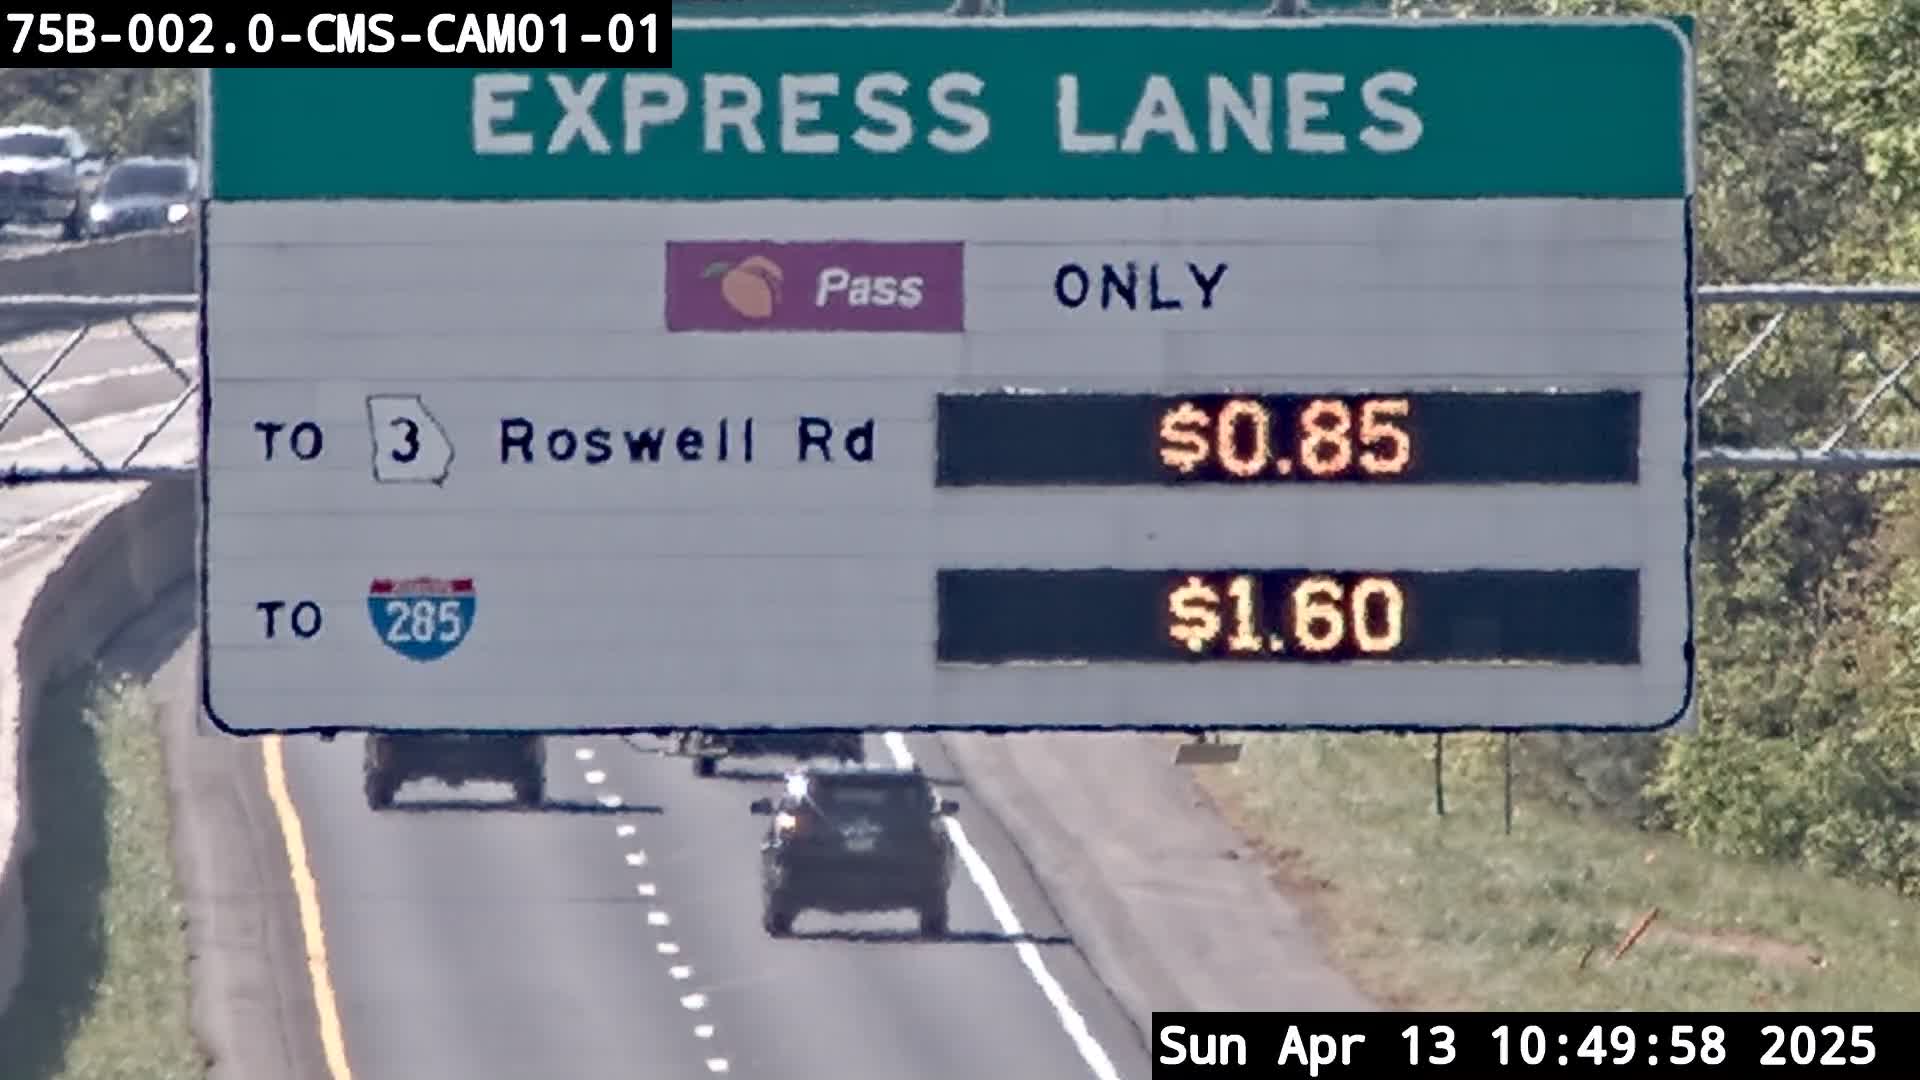 75B-002.0-CMS-CAM01-01
EXPRESS LANES
Pass ONLY
TO 3 Roswell Rd $0.85
TO 285 $1.60
Sun Apr 13 10:49:58 2025